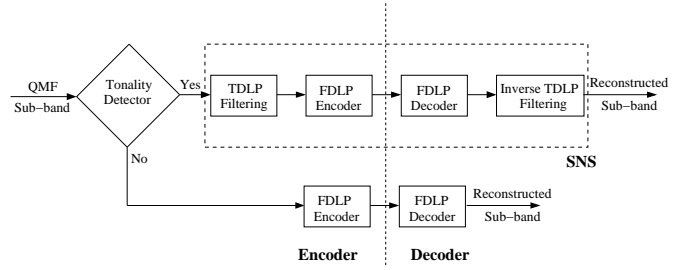 QMF
Sub−band
Tonality
Detector
Yes
TDLP
Filtering
FDLP
Encoder
FDLP
Decoder
Inverse TDLP
Filtering
Reconstructed
Sub−band
SNS
No
FDLP
Encoder
FDLP
Decoder
Reconstructed
Sub−band
Encoder
Decoder